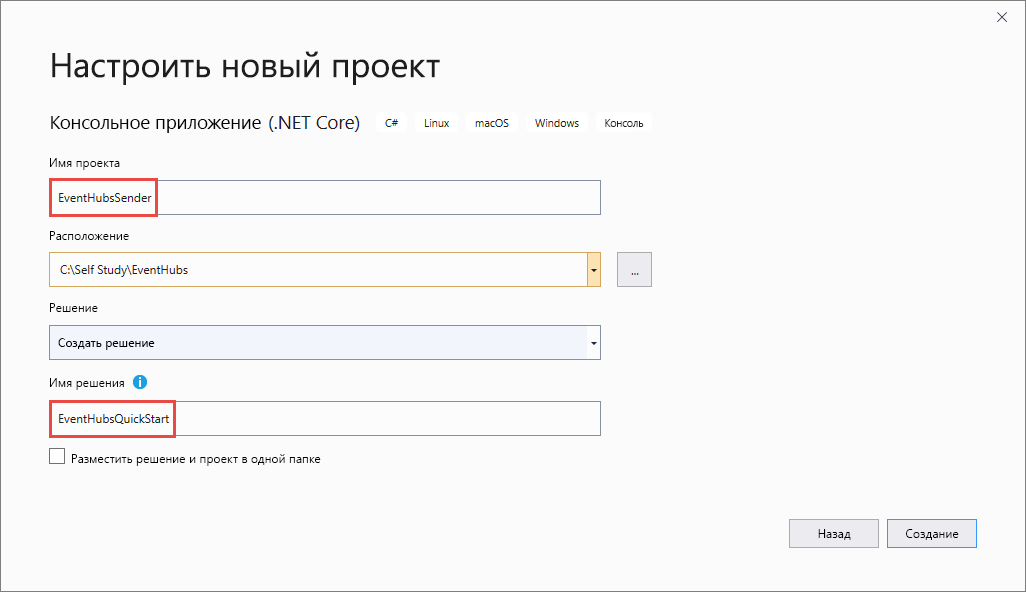 Настроить новый проект
Консольное приложение (.NET Core) C# Linux macOS Windows Консоль
Имя проекта
EventHubsSender
Расположение
C:\Self Study\EventHubs
...
Решение
Создать решение
Имя решения
EventHubsQuickStart
Разместить решение и проект в одной папке
Назад Создание